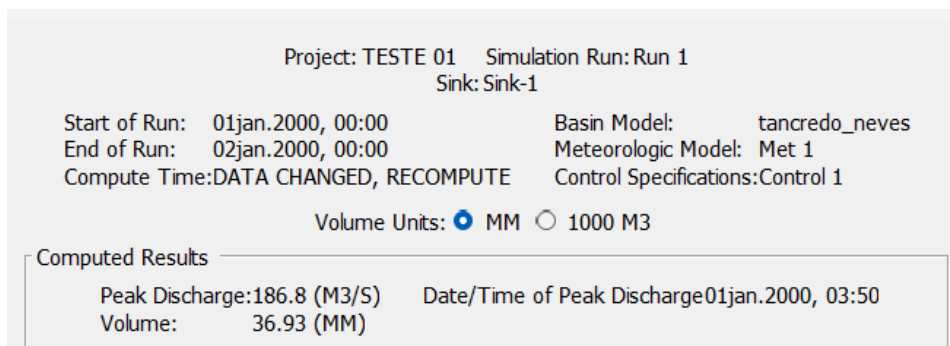 Project: TESTE 01 Simulation Run: Run 1
Sink: Sink-1
Start of Run: 01jan.2000, 00:00 Basin Model: tancredo_neves
End of Run: 02jan.2000, 00:00 Meteorologic Model: Met 1
Compute Time:DATA CHANGED, RECOMPUTE Control Specifications:Control 1
Volume Units: MM 1000 M3
Computed Results
Peak Discharge:186.8 (M3/S) Date/Time of Peak Discharge01jan.2000, 03:50
Volume: 36.93 (MM)